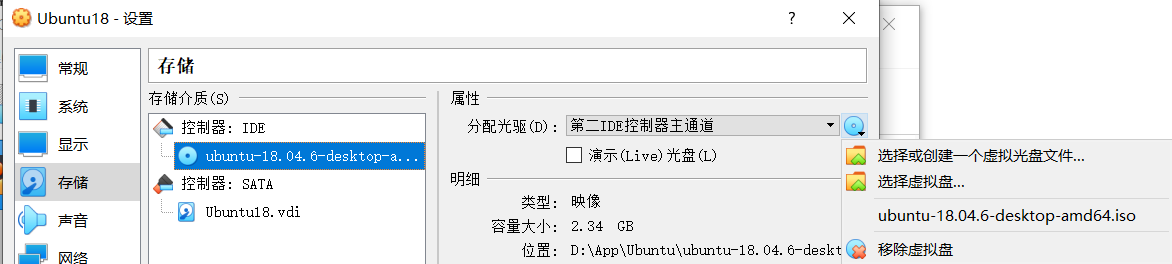 Ubuntu18 - 设置
?
常规
系统
显示
存储
声音
网络
存储
存储介质(S)
控制器: IDE
ubuntu-18.04.6-desktop-a...
控制器: SATA
Ubuntu18.vdi
属性
分配光驱(D): 第二IDE控制器主通道
演示(Live)光盘(L)
明细
类型: 映像
容量大小: 2.34 GB
位置: D:\App\Ubuntu\ubuntu-18.04.6-deskt
选择或创建一个虚拟光盘文件...
选择虚拟盘...
ubuntu-18.04.6-desktop-amd64.iso
移除虚拟盘